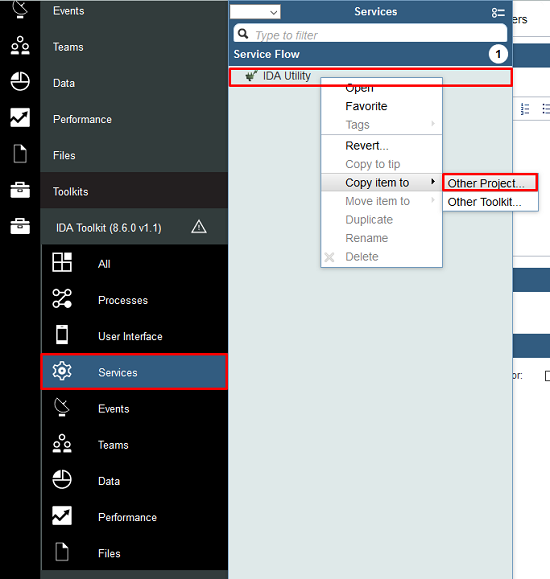 Events
Teams
Data
Performance
Files
Toolkits
IDA Toolkit (8.6.0 v1.1)
All
Processes
User Interface
Services
Events
Teams
Data
Performance
Files
Services
Type to filter
Service Flow
1
IDA Utility
Open
Favorite
Tags
Revert...
Copy to tip
Copy item to
Move item to
Duplicate
Rename
Delete
Other Project...
Other Toolkit...
ers
or: